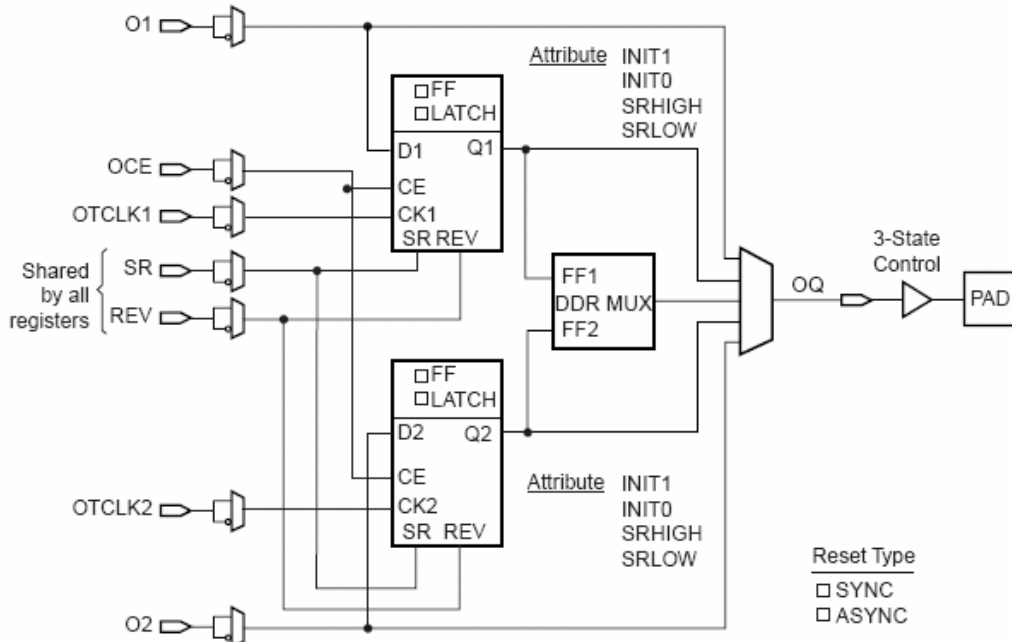 O1
Attribute INIT1
INIT0
SRHIGH
SRLOW
FF
LATCH
D1 Q1
OCE
CE
OTCLK1
CK1
SR REV
Shared
by all
registers
SR
REV
FF1
DDR MUX
FF2
OQ
3-State
Control
PAD
FF
LATCH
D2 Q2
CE
OTCLK2
CK2
SR REV
Attribute INIT1
INIT0
SRHIGH
SRLOW
Reset Type
SYNC
ASYNC
O2